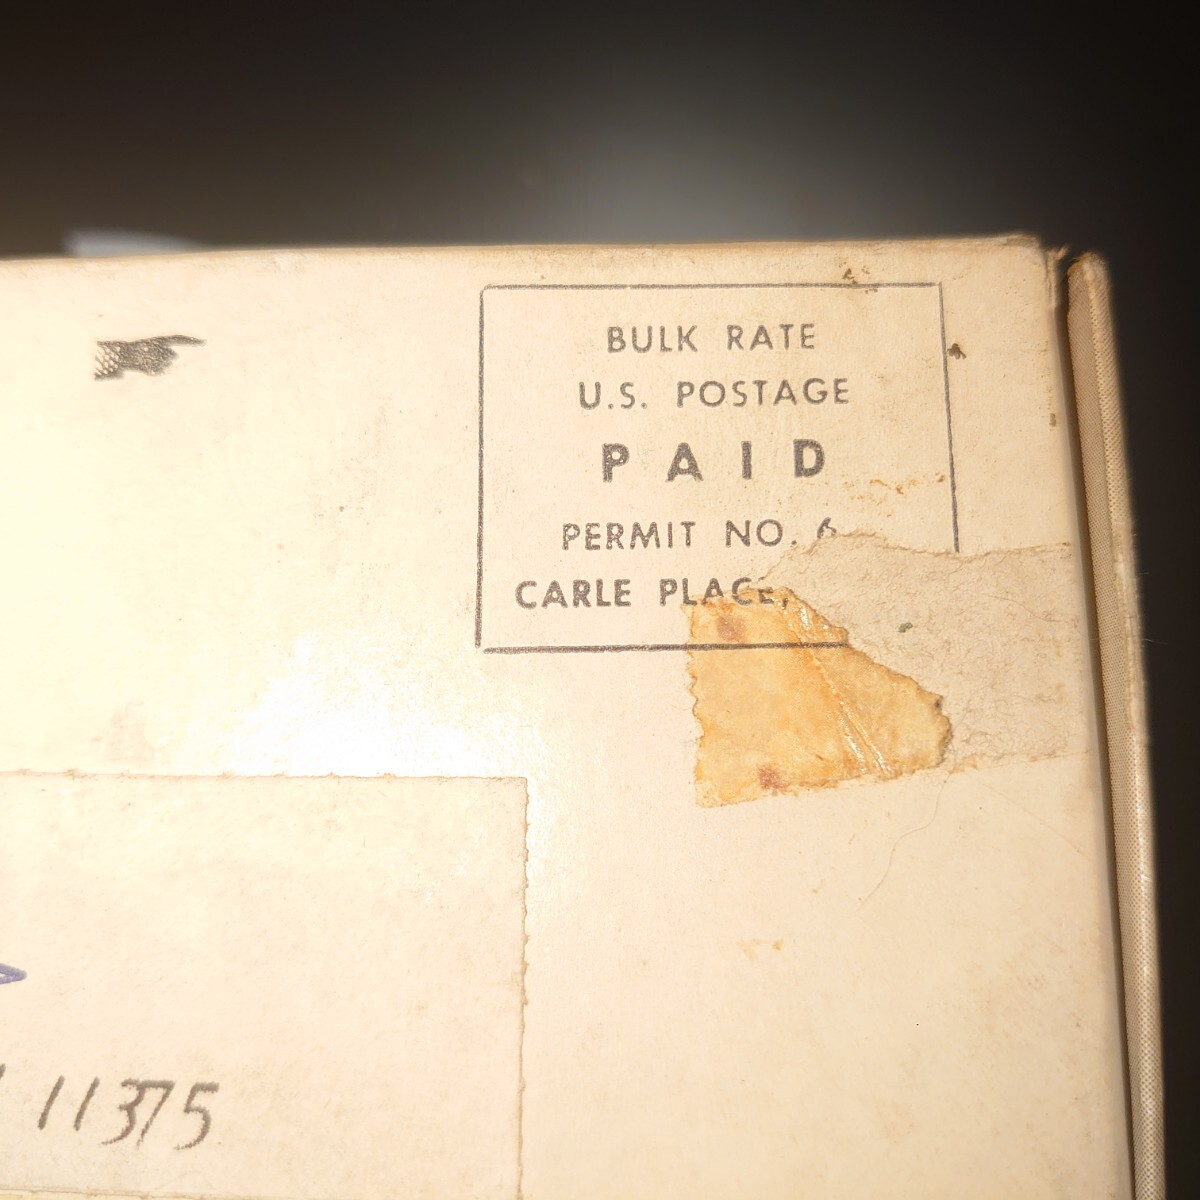 BULK RATE
U.S. POSTAGE
PAID
PERMIT NO. 6
CARLE PLACE,
11375